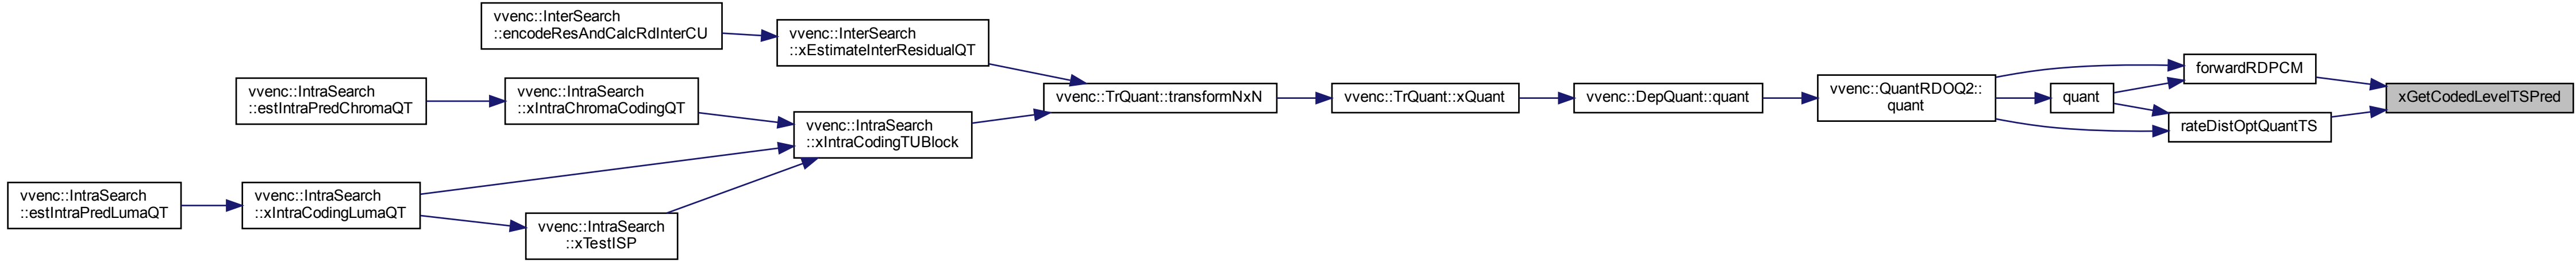 vvenc::InterSearch
::encodeResAndCalcRdInterCU
vvenc::InterSearch
::xEstimateInterResidualQT
vvenc::IntraSearch
::estIntraPredChromaQT
vvenc::IntraSearch
::xIntraChromaCodingQT
vvenc::IntraSearch
::estIntraPredLumaQT
vvenc::IntraSearch
::xIntraCodingLumaQT
vvenc::IntraSearch
::xTestISP
vvenc::IntraSearch
::xIntraCodingTUBlock
vvenc::TrQuant::transformNxN
vvenc::TrQuant::xQuant
vvenc::DepQuant::quant
vvenc::QuantRDOQ2::
quant
quant
forwardRDPCM
rateDistOptQuantTS
xGetCodedLevelTSPred